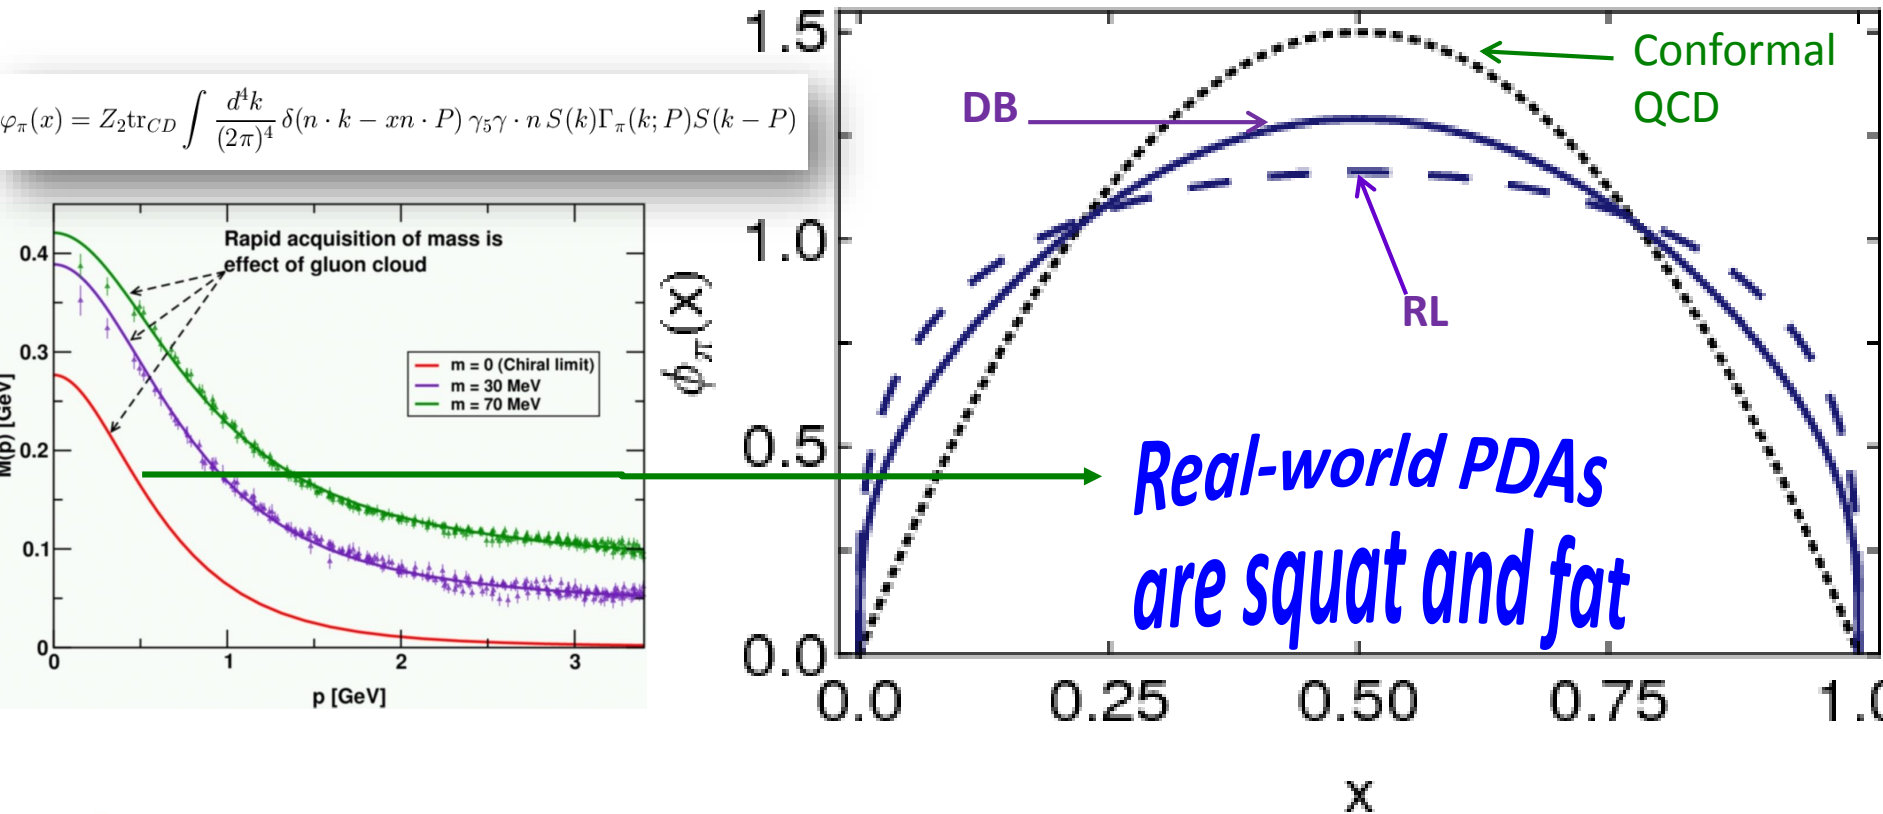 φπ(x) = Z₂tr_CD ∫ d⁴k/(2π)⁴ δ(n · k − xn · P) γ₅γ · n S(k)Γπ(k; P)S(k − P)
Rapid acquisition of mass is
effect of gluon cloud
m = 0 (Chiral limit)
m = 30 MeV
m = 70 MeV
M(p) [GeV]
0.4
0.3
0.2
0.1
0
0 1 2 3
p [GeV]
Conformal
QCD
DB
RL
Real-world PDAs
are squat and fat
ϕπ(x)
1.5
1.0
0.5
0.0
0.0 0.25 0.50 0.75 1.0
x